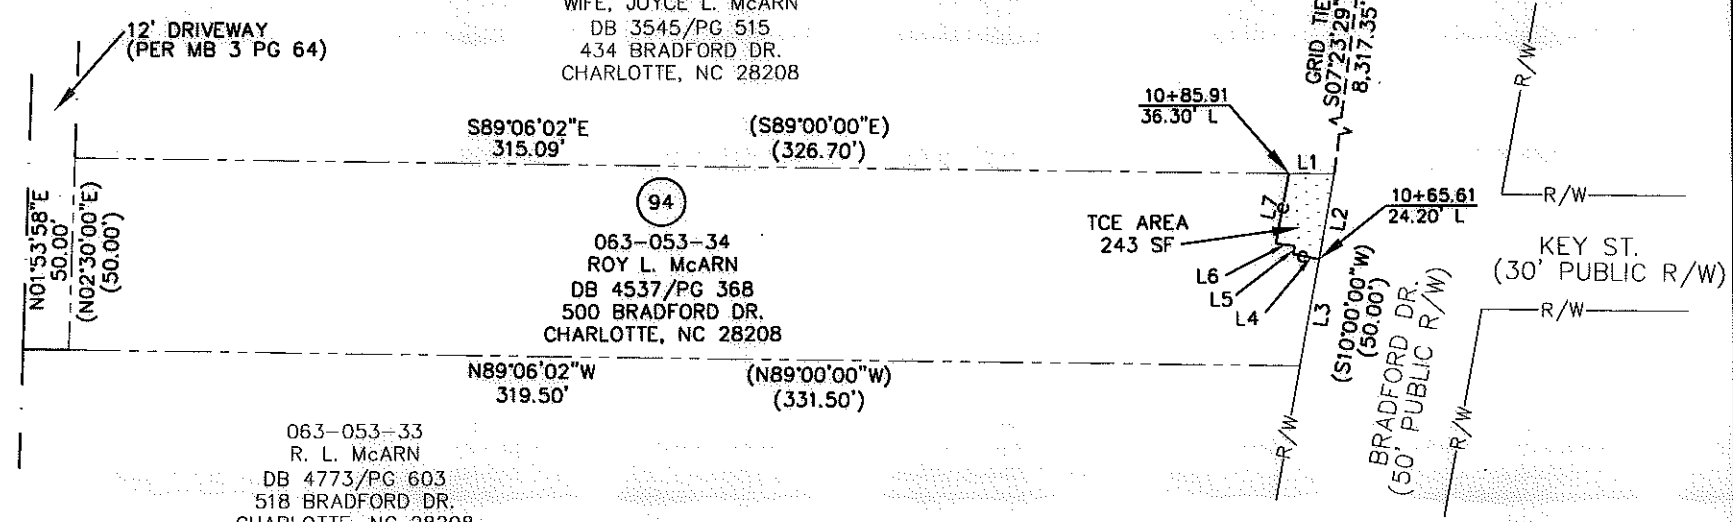 WIFE, JOYCE L. McARN
DB 3545/PG 515
434 BRADFORD DR.
CHARLOTTE, NC 28208
12' DRIVEWAY
(PER MB 3 PG 64)
GRID TIE
S07°23'29"
8,317.35'
R/W
10+85.91
36.30' L
S89°06'02"E
315.09'
(S89°00'00"E)
(326.70')
L1
N01°53'58"E
50.00'
(N02°30'00"E)
(50.00')
94
063-053-34
ROY L. McARN
DB 4537/PG 368
500 BRADFORD DR.
CHARLOTTE, NC 28208
TCE AREA
243 SF
L7
L2
10+65.61
24.20' L
R/W
KEY ST.
(30' PUBLIC R/W)
R/W
L6
L5
L4
L3
(S10°00'00"W)
(50.00')
BRADFORD DR.
(50' PUBLIC R/W)
N89°06'02"W
319.50'
(N89°00'00"W)
(331.50')
R/W
R/W
063-053-33
R. L. McARN
DB 4773/PG 603
518 BRADFORD DR.
CHARLOTTE, NC 28208